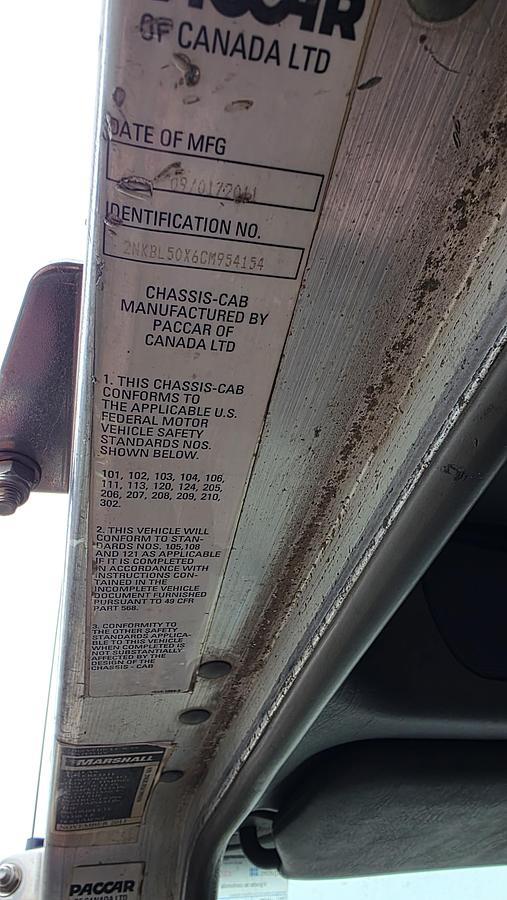 PACCAR
OF CANADA LTD
DATE OF MFG
09/01/2011
IDENTIFICATION NO.
2NKBL50X6CM954154
CHASSIS-CAB
MANUFACTURED BY
PACCAR OF
CANADA LTD
1. THIS CHASSIS-CAB
CONFORMS TO
THE APPLICABLE U.S.
FEDERAL MOTOR
VEHICLE SAFETY
STANDARDS NOS.
SHOWN BELOW.
101, 102, 103, 104, 106,
111, 113, 120, 124, 205,
206, 207, 208, 209, 210,
302.
2. THIS VEHICLE WILL
CONFORM TO STAN-
DARDS NOS. 105,108
AND 121 AS APPLICABLE
IF IT IS COMPLETED
IN ACCORDANCE WITH
INSTRUCTIONS CON-
TAINED IN THE
INCOMPLETE VEHICLE
DOCUMENT FURNISHED
PURSUANT TO 49 CFR
PART 568.
3. CONFORMITY TO
THE OTHER SAFETY
STANDARDS APPLICA-
BLE TO THIS VEHICLE
WHEN COMPLETED IS
NOT SUBSTANTIALLY
AFFECTED BY THE
DESIGN OF THE
CHASSIS - CAB
MARSHALL
NOVEMBER
PACCAR
OF CANADA LTD